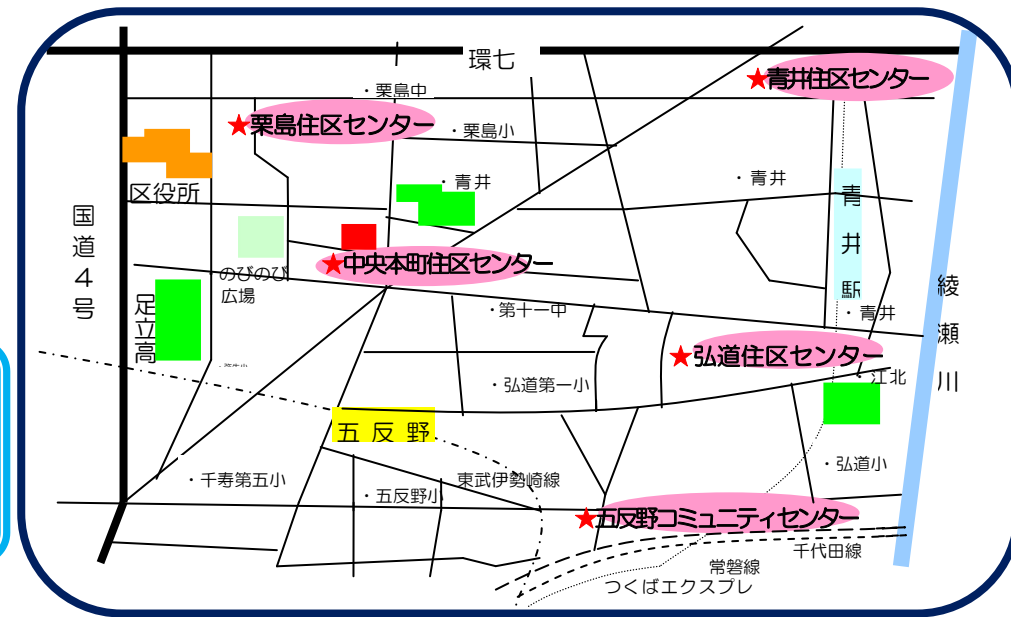 環七
★青井住区センター
・栗島中
★栗島住区センター
・栗島小
区役所
・青井
・青井
青井駅
国道4号
★中央本町住区センター
のびのび
広場
足立高
綾瀬川
・第十一中
・青井
★弘道住区センター
・弘道第一小
・江北
五反野
・弘道小
・千寿第五小
東武伊勢崎線
・五反野小
★五反野コミュニティセンター
千代田線
常磐線
つくばエクスプレ